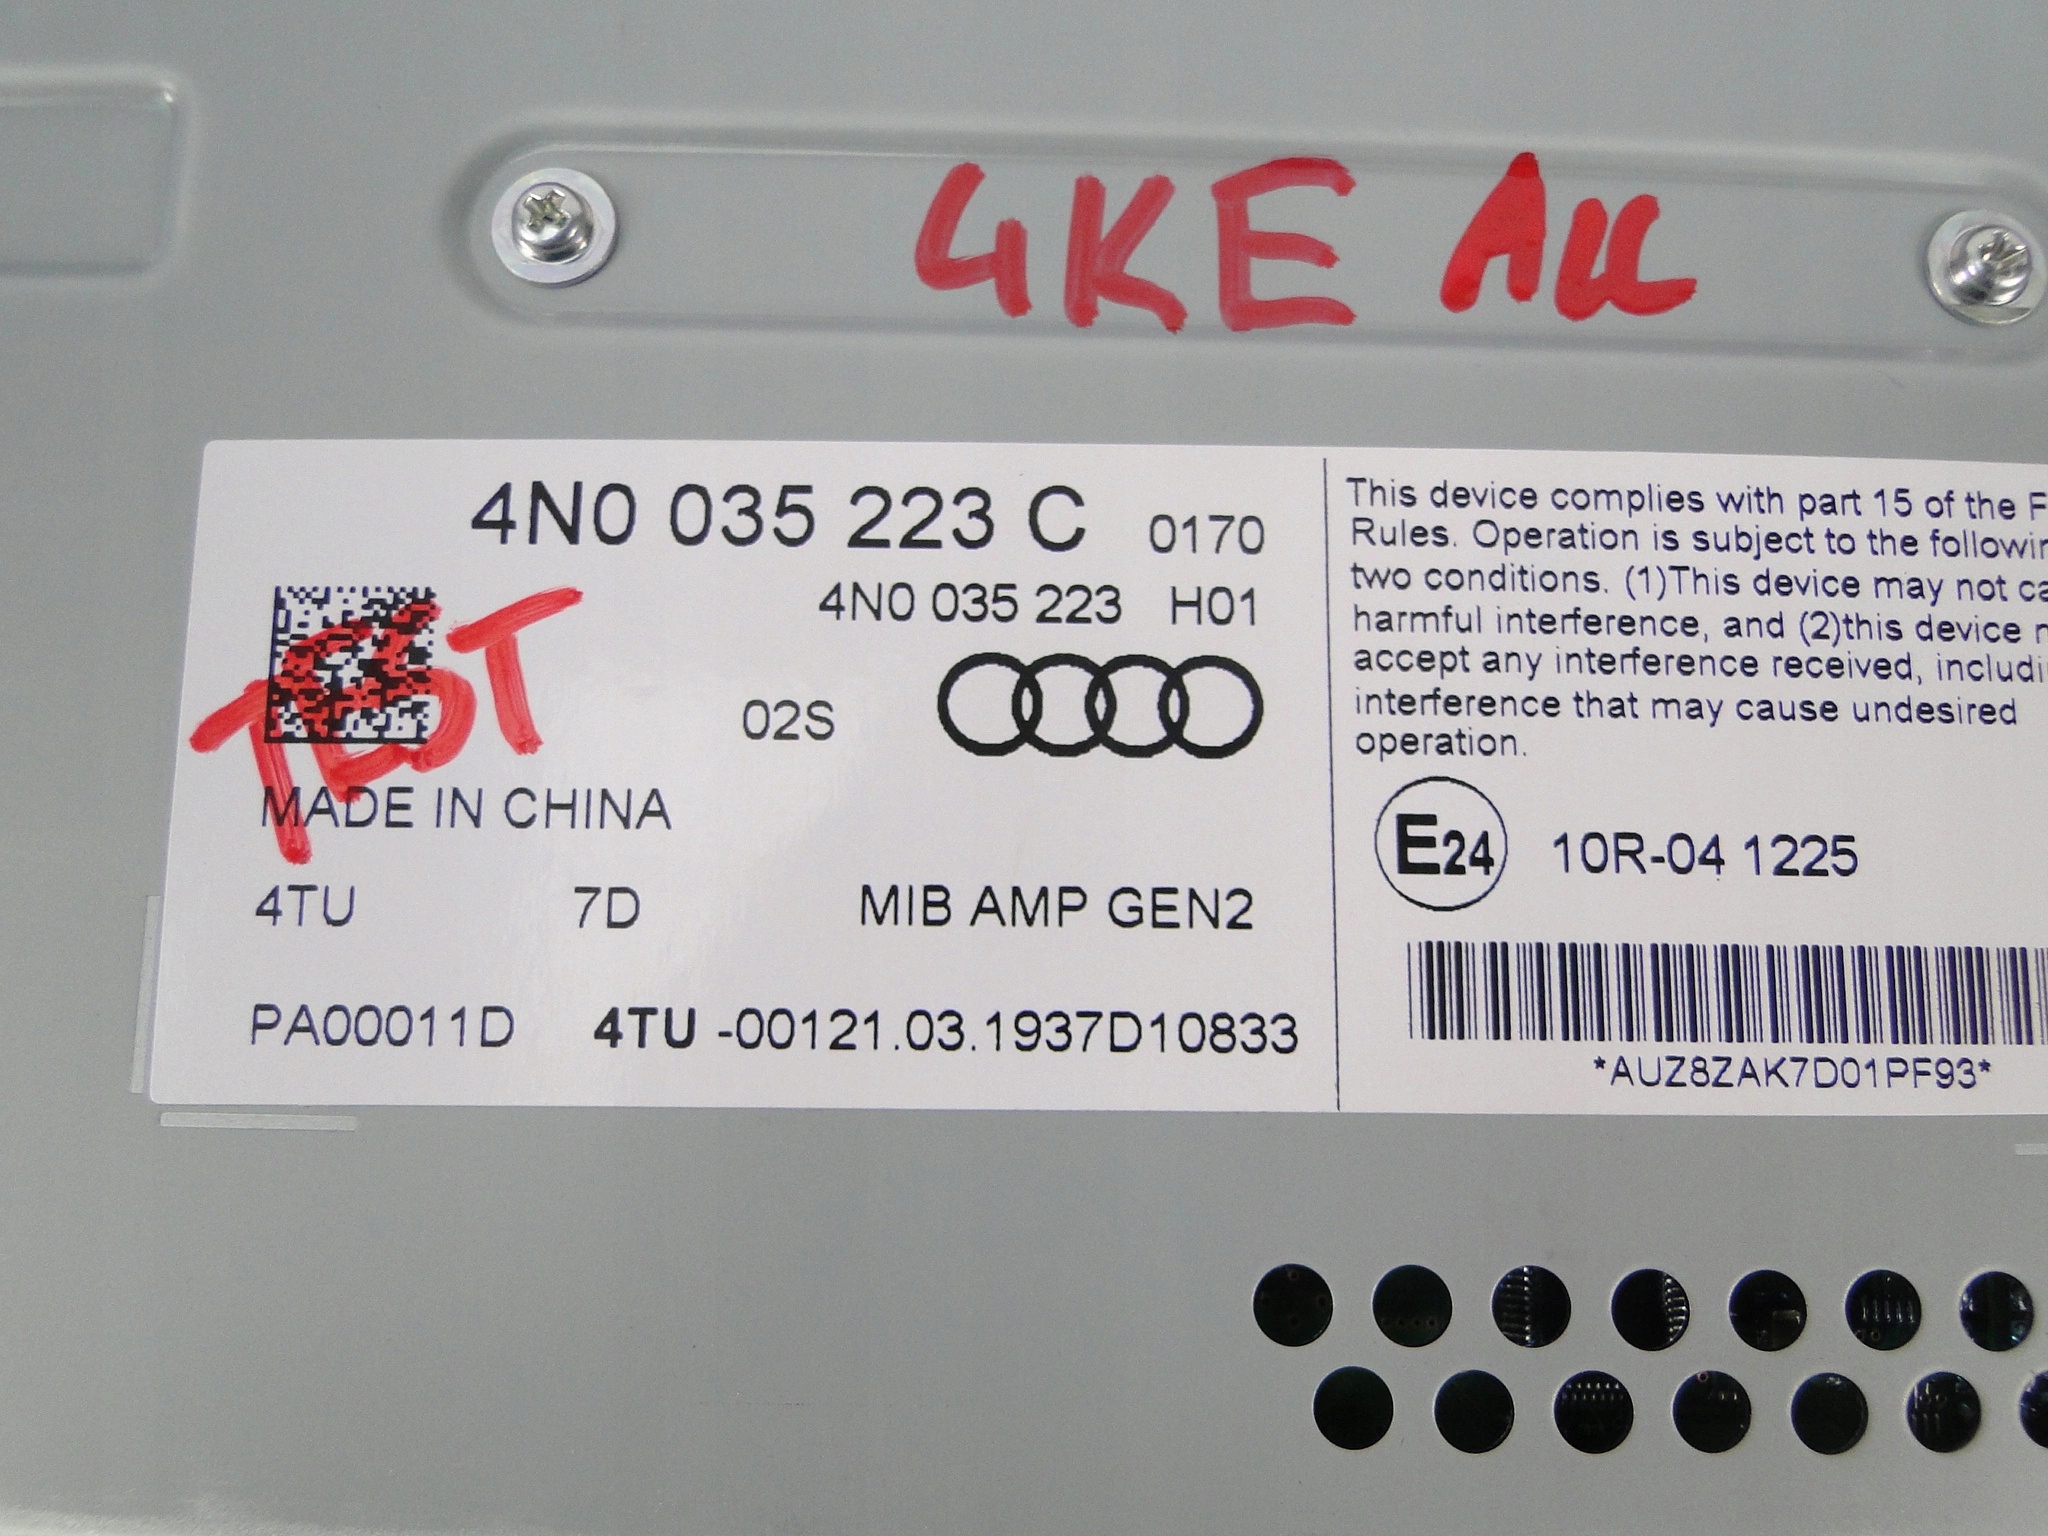 4KE ALL
4N0 035 223 C 0170
4N0 035 223 H01
TEST
02S
MADE IN CHINA
4TU 7D MIB AMP GEN2
PA00011D 4TU -00121.03.1937D10833
This device complies with part 15 of the F
Rules. Operation is subject to the followin
two conditions. (1)This device may not ca
harmful interference, and (2)this device
accept any interference received, includi
interference that may cause undesired
operation.
E24 10R-04 1225
*AUZ8ZAK7D01PF93*